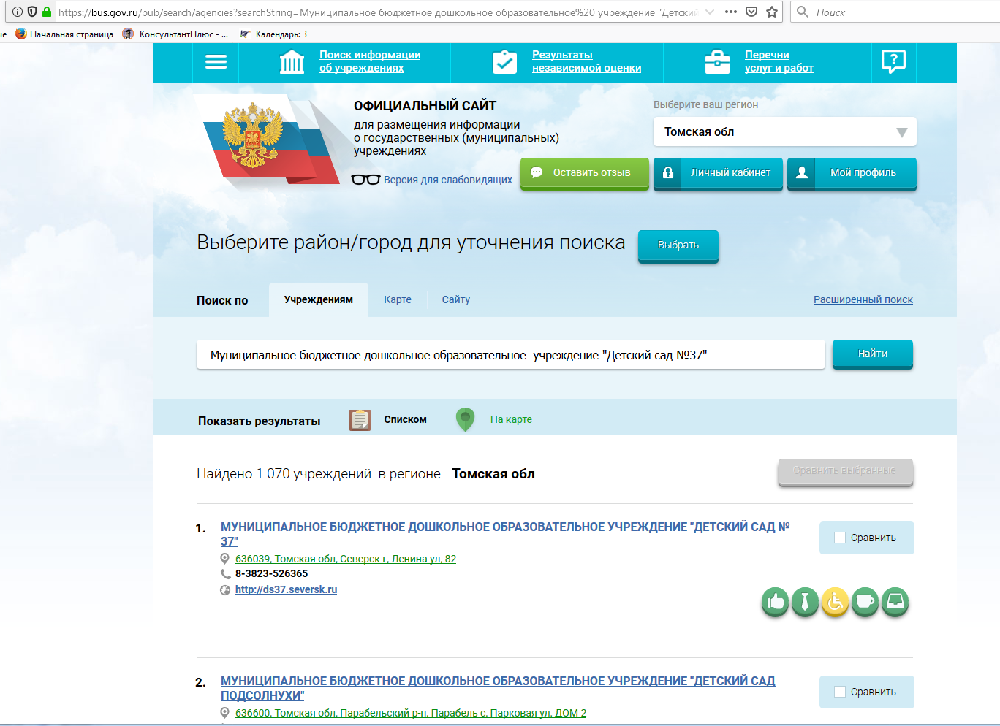 https://bus.gov.ru/pub/search/agencies?searchString=Муниципальное бюджетное дошкольное образовательное%20 учреждение "Детский
Поиск
ые
Начальная страница
КонсультантПлюс - ...
Календарь: 3
Поиск информации
об учреждениях
Результаты
независимой оценки
Перечни
услуг и работ
ОФИЦИАЛЬНЫЙ САЙТ
для размещения информации
о государственных (муниципальных)
учреждениях
Версия для слабовидящих
Выберите ваш регион
Томская обл
Оставить отзыв
Личный кабинет
Мой профиль
Выберите район/город для уточнения поиска
Выбрать
Поиск по
Учреждениям
Карте
Сайту
Расширенный поиск
Муниципальное бюджетное дошкольное образовательное  учреждение "Детский сад №37"
Найти
Показать результаты
Списком
На карте
Найдено 1 070 учреждений  в регионе   Томская обл
Сравнить выбранные
1. МУНИЦИПАЛЬНОЕ БЮДЖЕТНОЕ ДОШКОЛЬНОЕ ОБРАЗОВАТЕЛЬНОЕ УЧРЕЖДЕНИЕ "ДЕТСКИЙ САД №
37"
Сравнить
636039, Томская обл, Северск г, Ленина ул, 82
8-3823-526365
http://ds37.seversk.ru
2. МУНИЦИПАЛЬНОЕ БЮДЖЕТНОЕ ДОШКОЛЬНОЕ ОБРАЗОВАТЕЛЬНОЕ УЧРЕЖДЕНИЕ "ДЕТСКИЙ САД
ПОДСОЛНУХИ"
Сравнить
636600, Томская обл, Парабельский р-н, Парабель с, Парковая ул, ДОМ 2